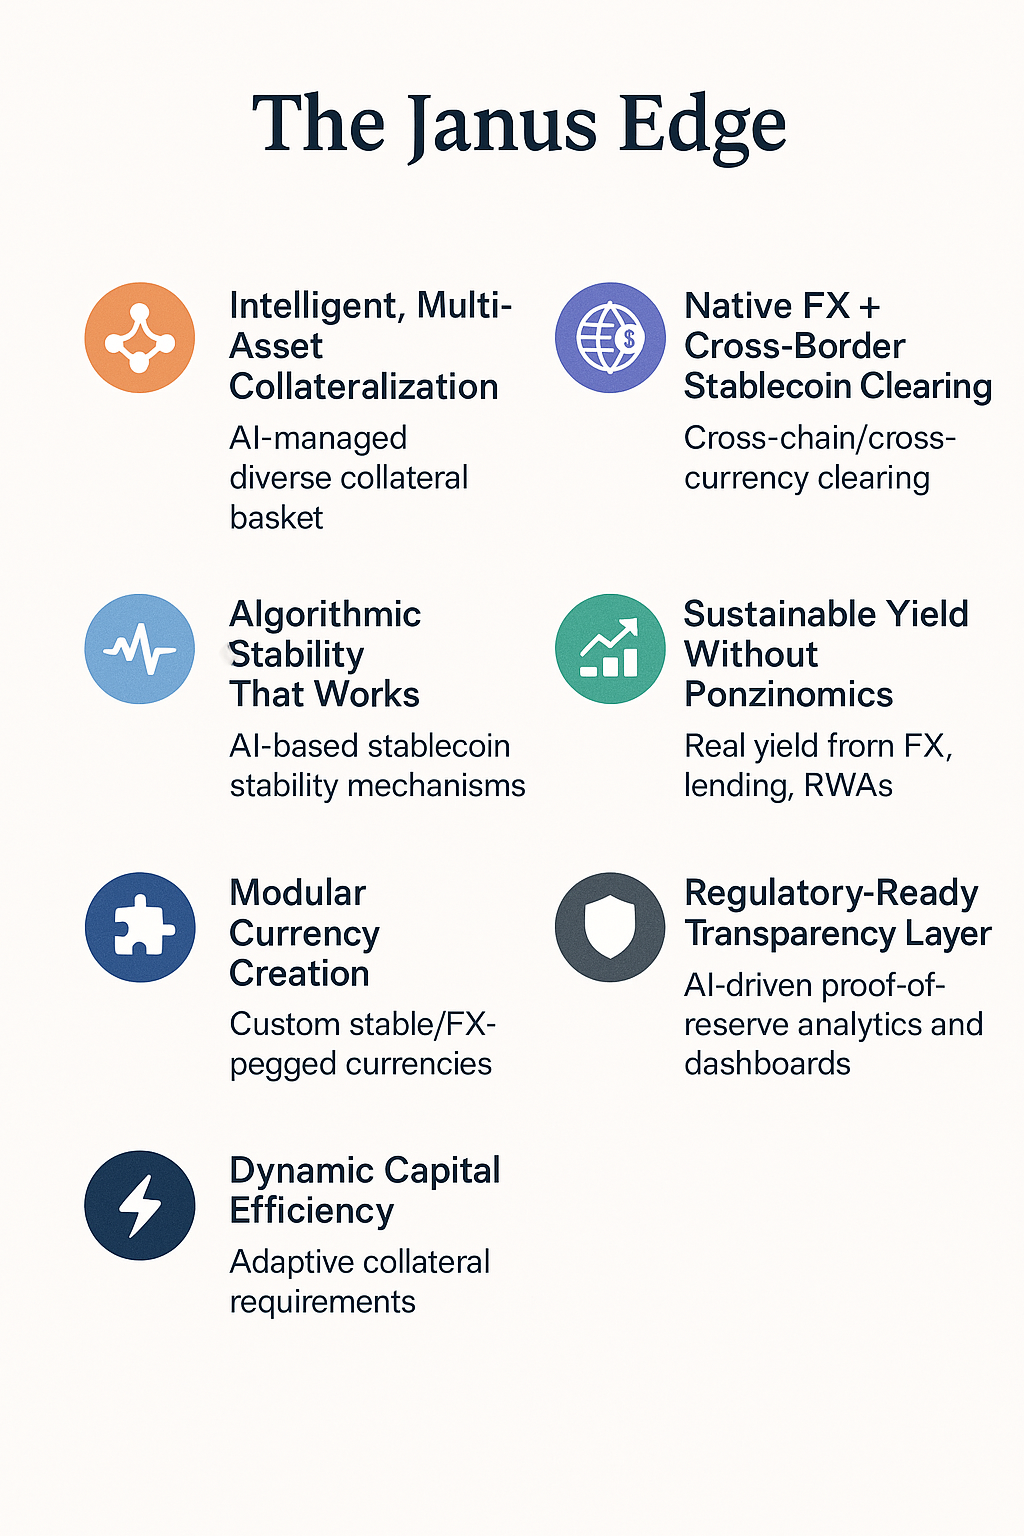 The Janus Edge
Intelligent, Multi-
Asset
Collateralization
AI-managed
diverse collateral
basket
Native FX +
Cross-Border
Stablecoin Clearing
Cross-chain/cross-
currency clearing
Algorithmic
Stability
That Works
AI-based stablecoin
stability mechanisms
Sustainable Yield
Without
Ponzinomics
Real yield frorn FX,
lending, RWAs
Modular
Currency
Creation
Custom stable/FX-
pegged currencies
Regulatory-Ready
Transparency Layer
AI-driven proof-of-
reserve analytics and
dashboards
Dynamic Capital
Efficiency
Adaptive collateral
requirements
$